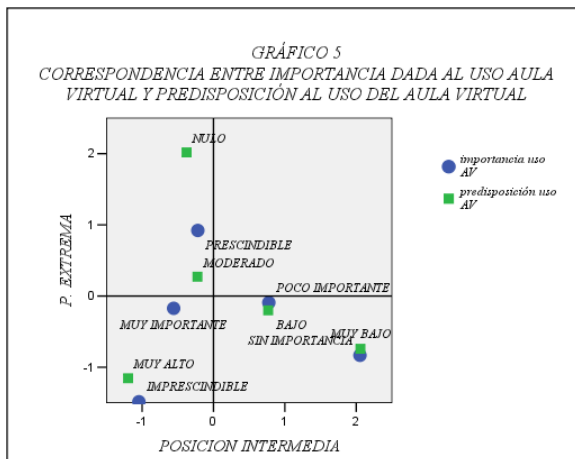 GRÁFICO 5
CORRESPONDENCIA ENTRE IMPORTANCIA DADA AL USO AULA
VIRTUAL Y PREDISPOSICIÓN AL USO DEL AULA VIRTUAL
NULO
importancia uso
AV
predisposición uso
AV
2
1
0
-1
P. EXTREMA
PRESCINDIBLE
MODERADO
POCO IMPORTANTE
MUY IMPORTANTE
BAJO
SIN IMPORTANCIA
MUY BAJO
MUY ALTO
IMPRESCINDIBLE
-1 0 1 2
POSICION INTERMEDIA